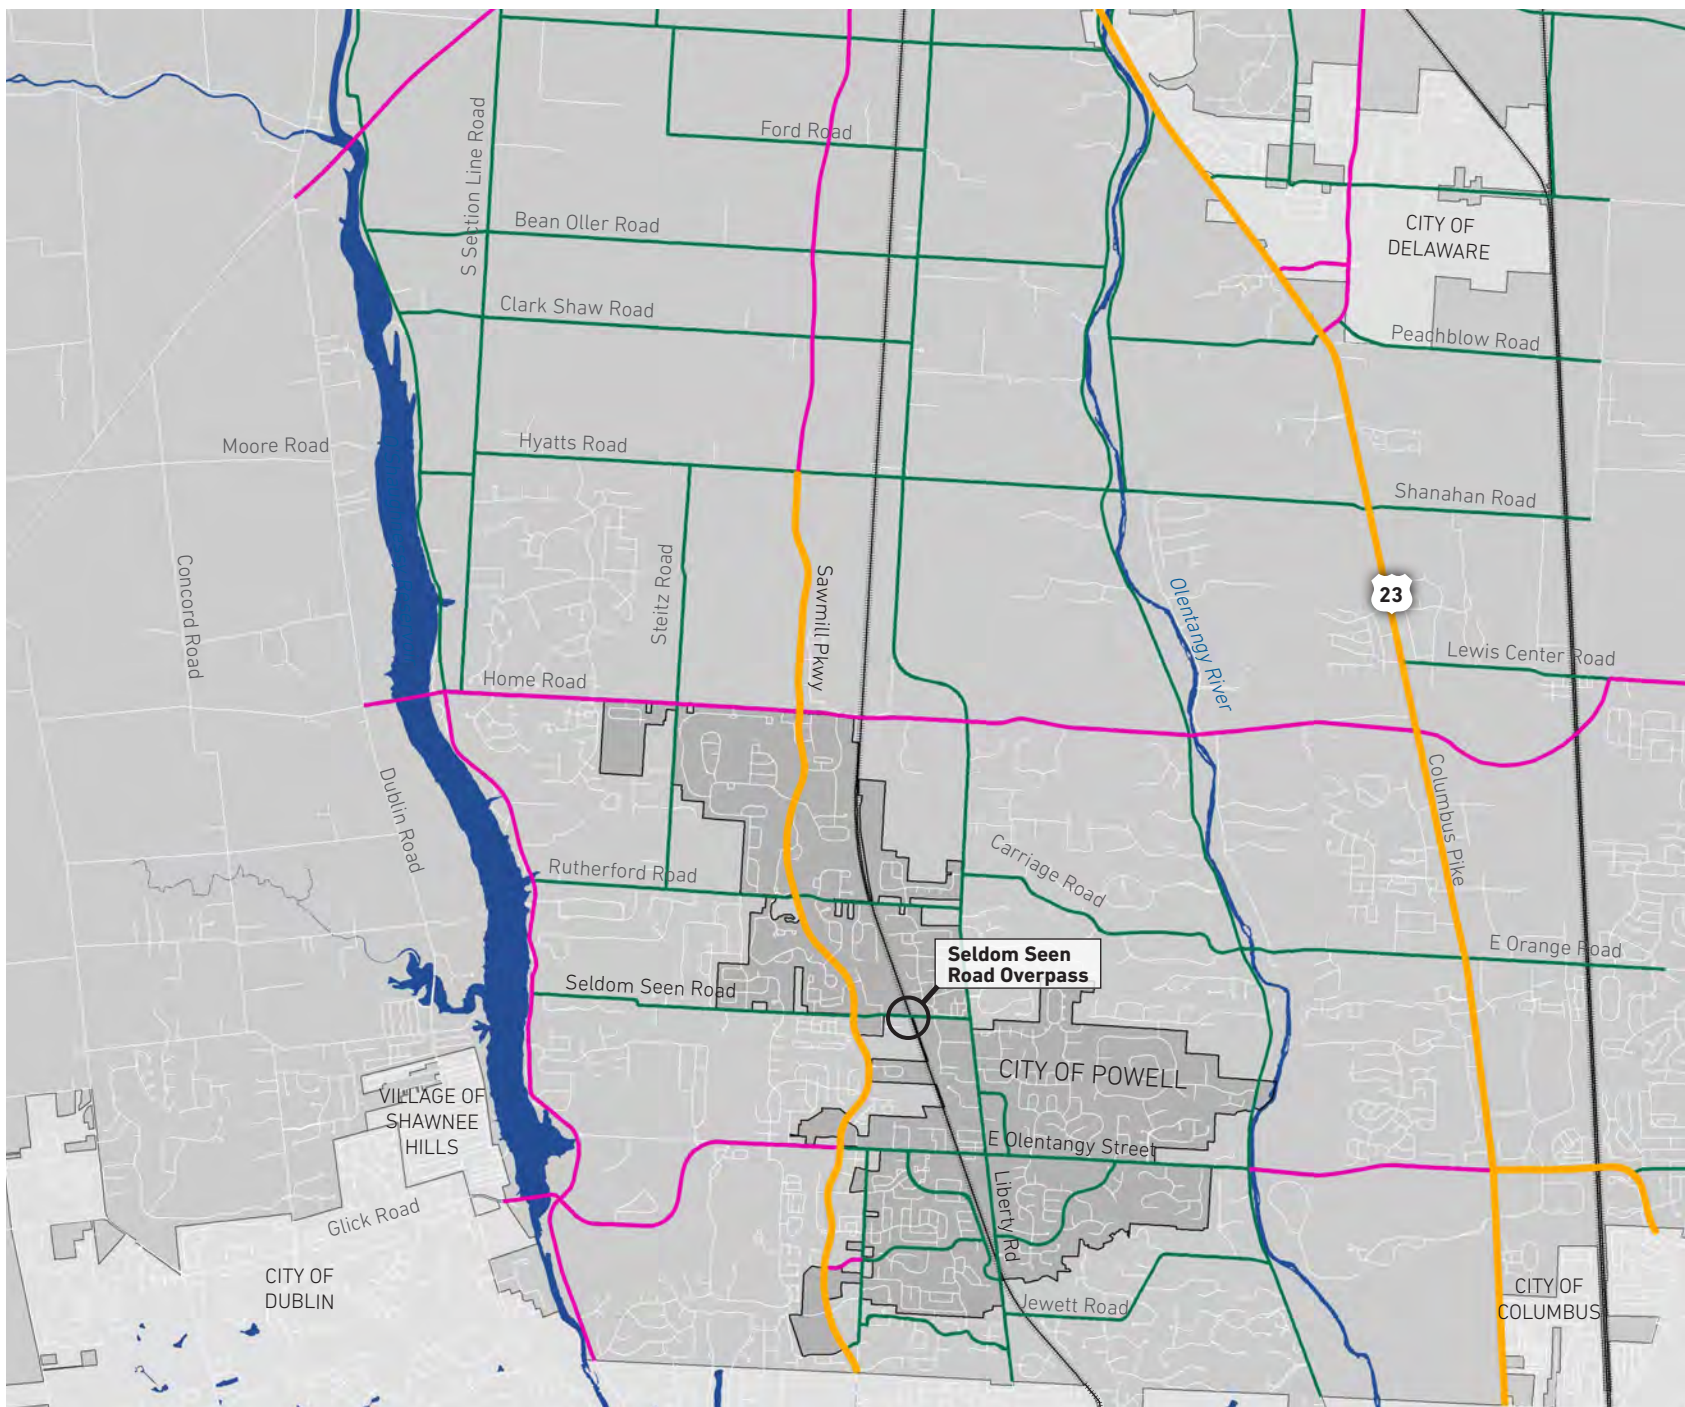 Ford Road
S Section Line Road
Bean Oller Road
CITY OF
DELAWARE
Clark Shaw Road
Peachblow Road
Moore Road
Hyatts Road
Shanahan Road
Concord Road
Steitz Road
Sawmill Pkwy
Olentangy River
23
Lewis Center Road
Home Road
Dublin Road
Columbus Pike
Rutherford Road
Carriage Road
E Orange Road
Seldom Seen
Road Overpass
Seldom Seen Road
CITY OF POWELL
VILLAGE OF
SHAWNEE
HILLS
E Olentangy Street
Liberty Rd
Glick Road
CITY OF
DUBLIN
Jewett Road
CITY OF
COLUMBUS